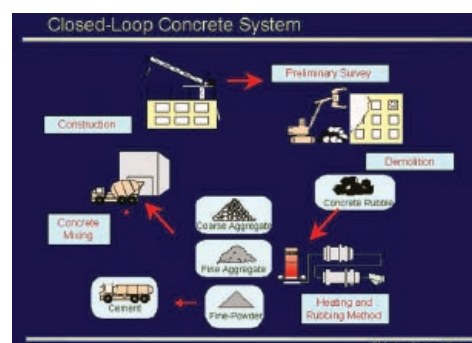 Closed-Loop Concrete System
Preliminary Survey
Construction
Demolition
Concrete Rubble
Coarse Aggregate
Concrete
Mixing
Fine Aggregate
Cement
Fine-Powder
Heating and
Rubbing Method